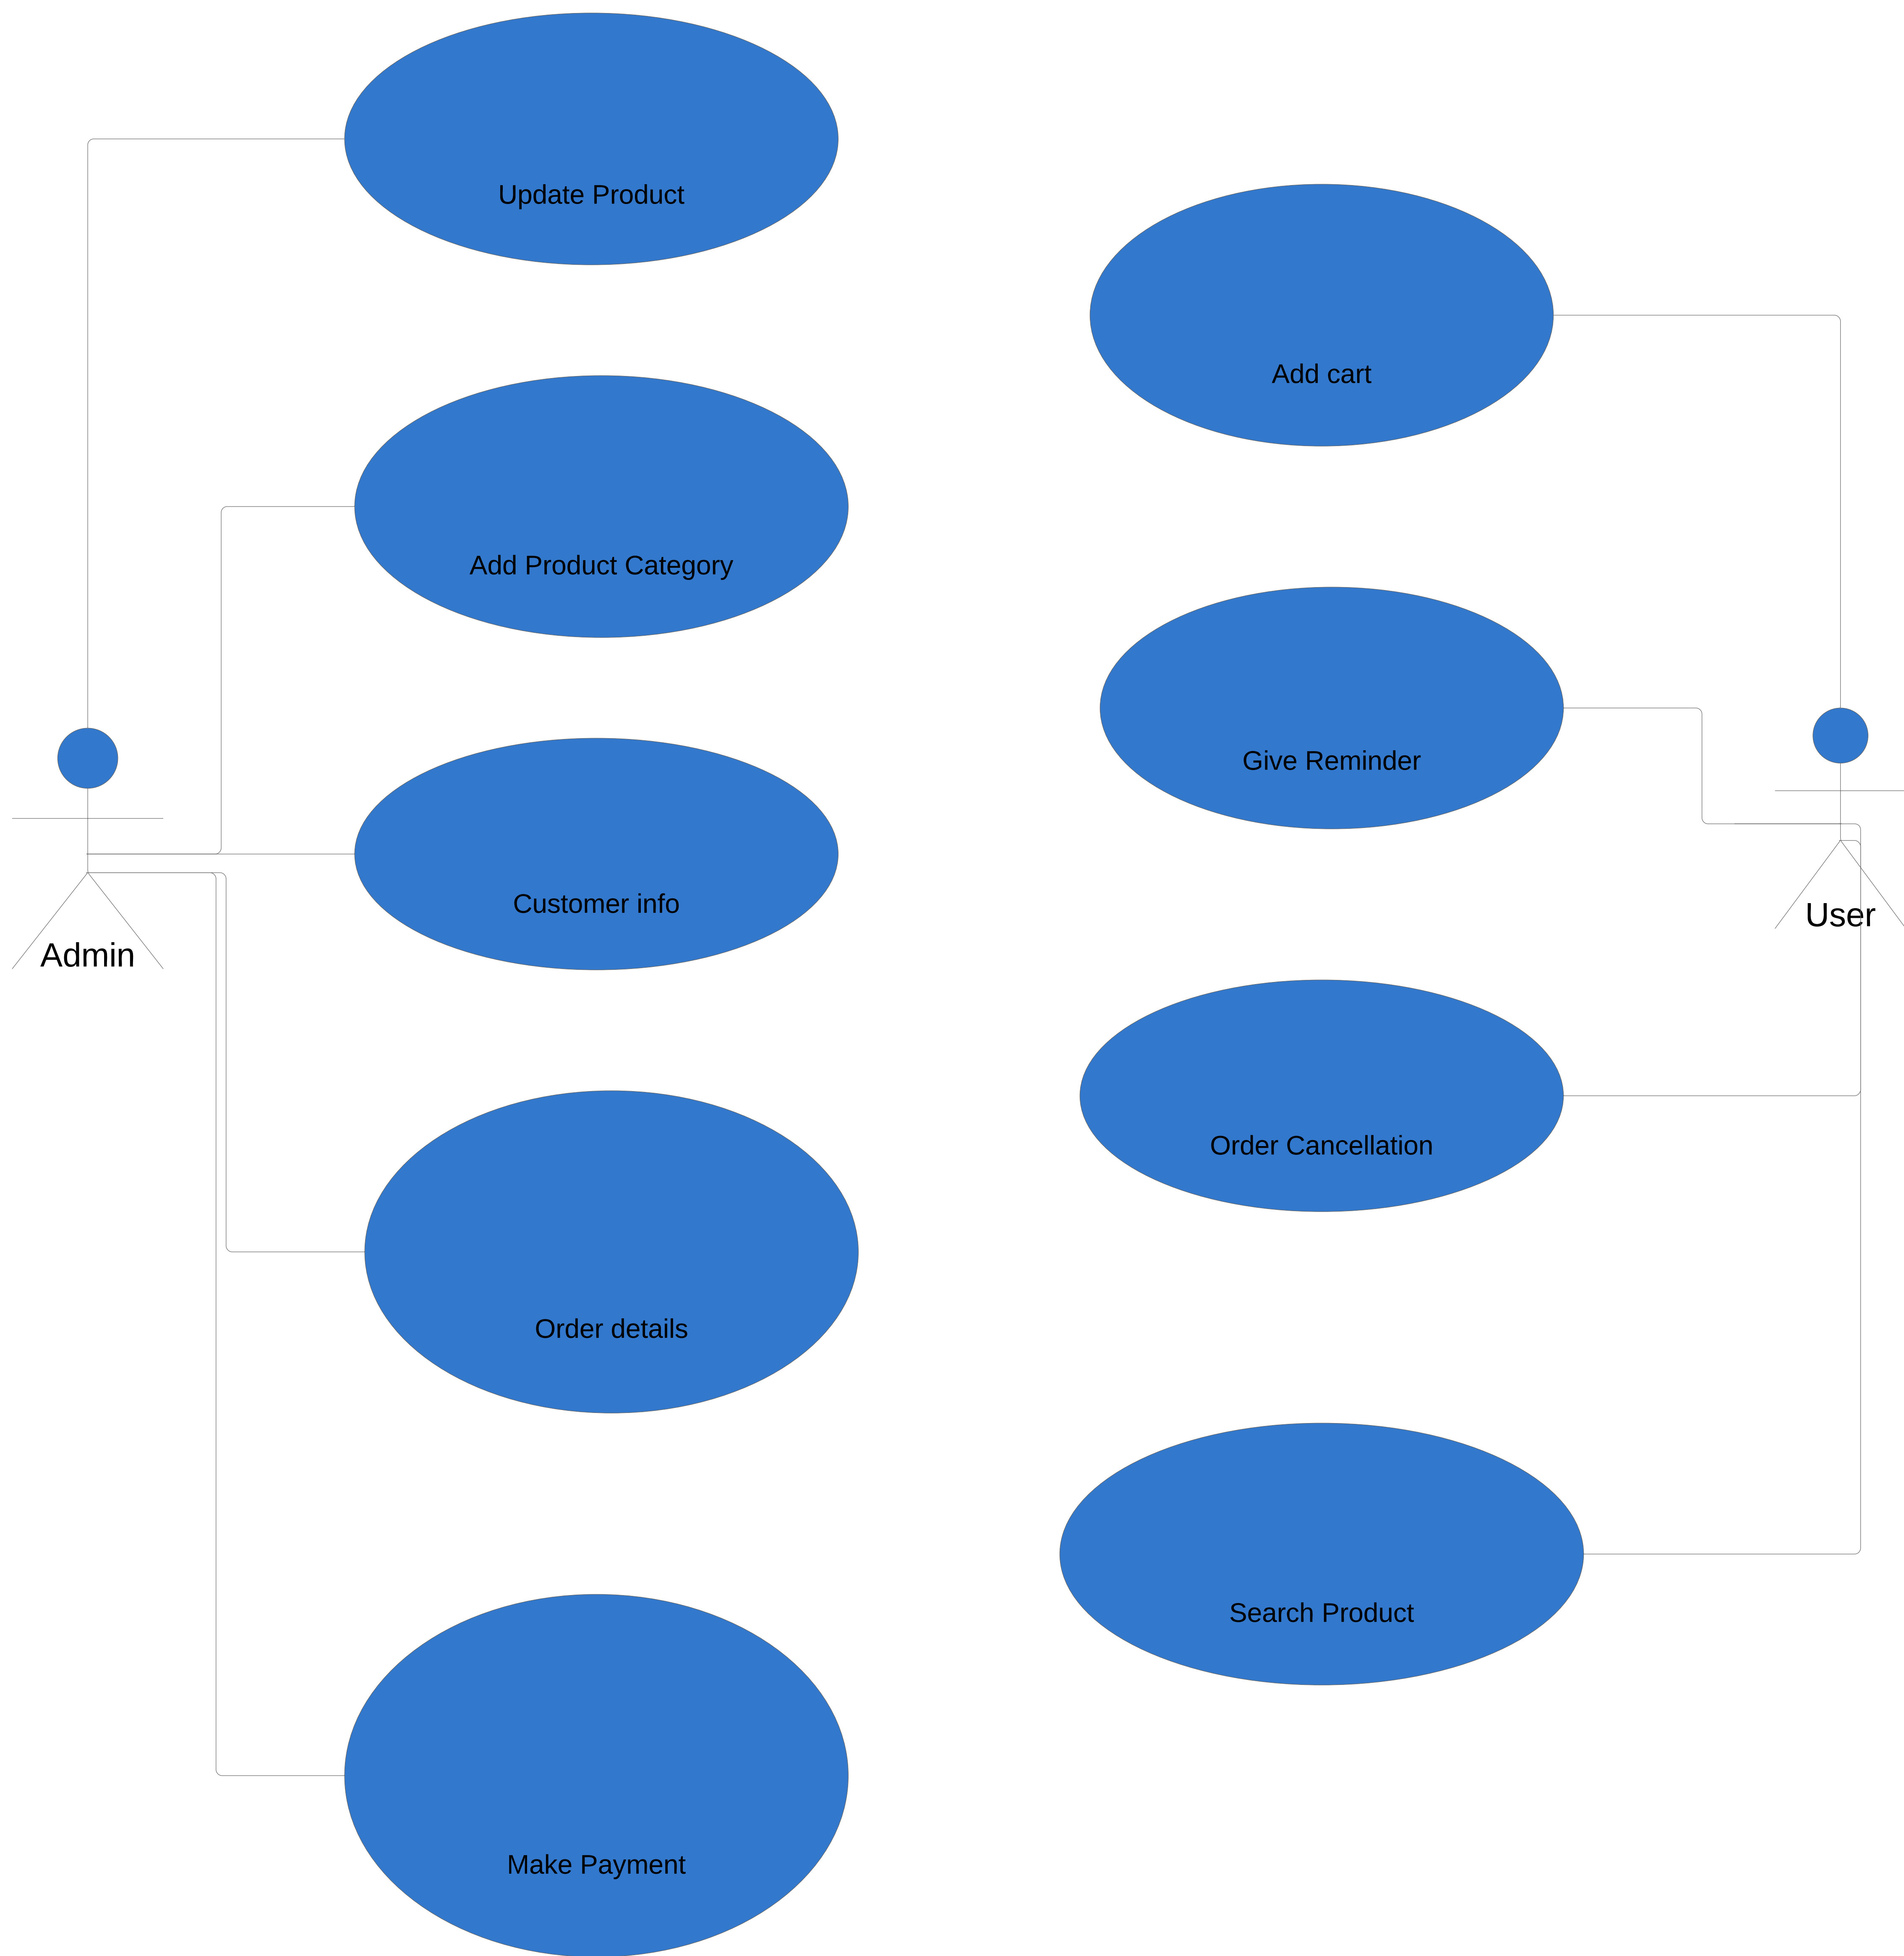 Update Product
Add cart
Add Product Category
Give Reminder
Customer info
User
Admin
Order Cancellation
Order details
Search Product
Make Payment